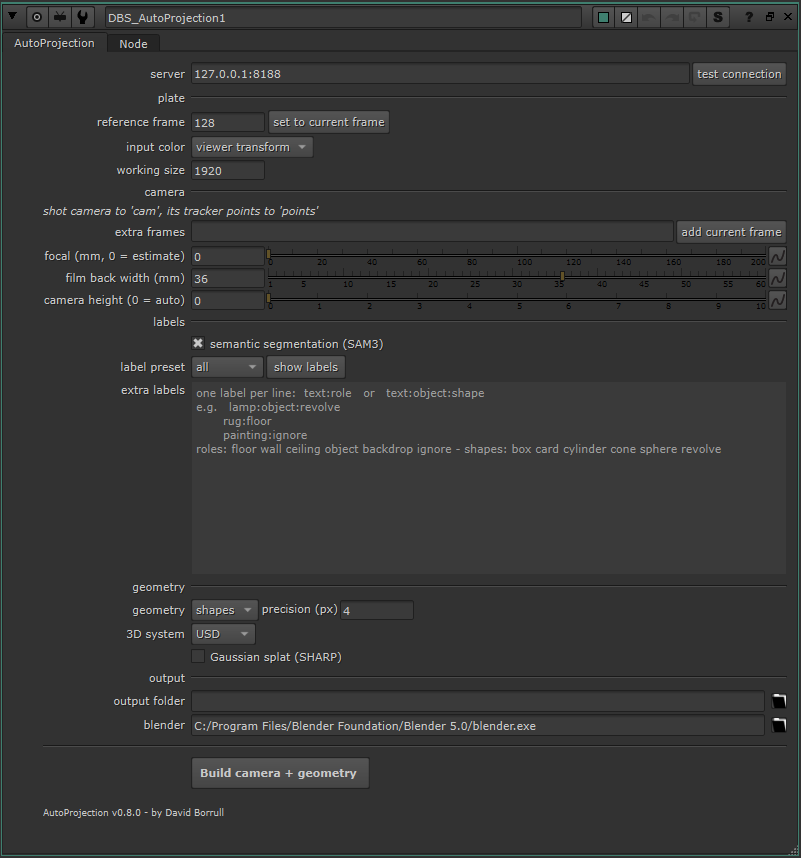 DBS_AutoProjection1
S ?
AutoProjection Node
server 127.0.0.1:8188 test connection
plate
reference frame 128 set to current frame
input color viewer transform
working size 1920
camera
shot camera to 'cam', its tracker points to 'points'
extra frames add current frame
focal (mm, 0 = estimate) 0 0 20 40 60 80 100 120 140 160 180 200
film back width (mm) 36 1 5 10 15 20 25 30 35 40 45 50 55 60
camera height (0 = auto) 0 0 1 2 3 4 5 6 7 8 9 10
labels
semantic segmentation (SAM3)
label preset all show labels
extra labels one label per line: text:role or text:object:shape
e.g. lamp:object:revolve
rug:floor
painting:ignore
roles: floor wall ceiling object backdrop ignore - shapes: box card cylinder cone sphere revolve
geometry
geometry shapes precision (px) 4
3D system USD
Gaussian splat (SHARP)
output
output folder
blender C:/Program Files/Blender Foundation/Blender 5.0/blender.exe
Build camera + geometry
AutoProjection v0.8.0 - by David Borrull